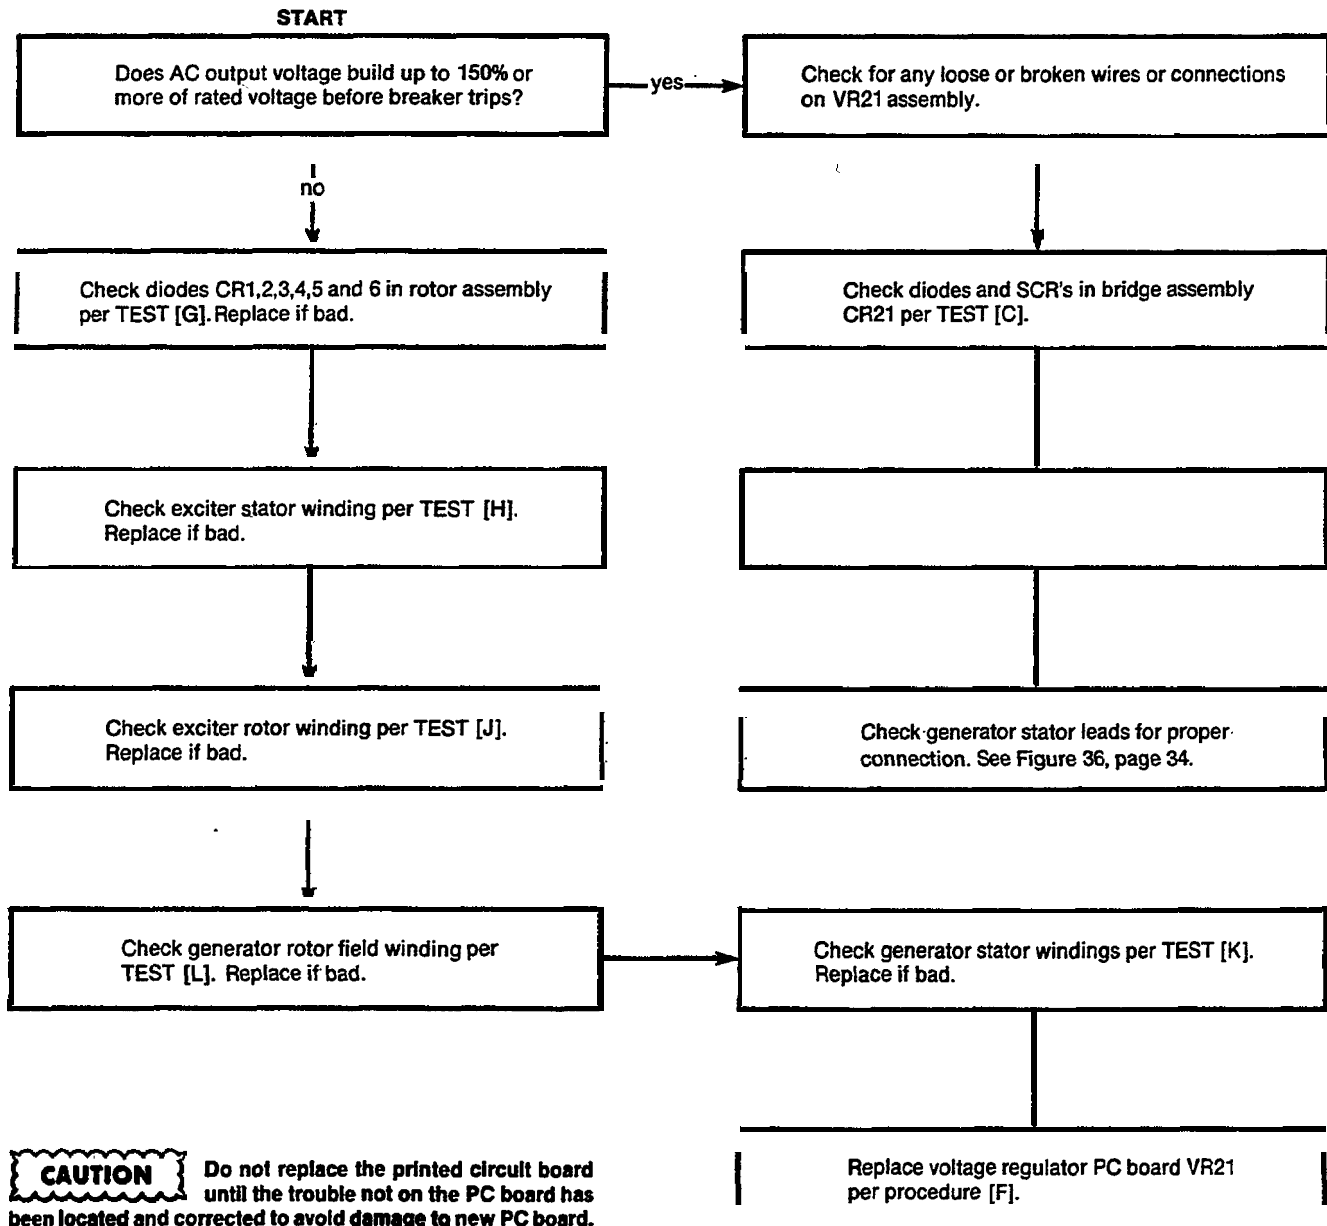 START
Does AC output voltage build up to 150% or
more of rated voltage before breaker trips?
yes
Check for any loose or broken wires or connections
on VR21 assembly.
no
Check diodes CR1,2,3,4,5 and 6 in rotor assembly
per TEST [G]. Replace if bad.
Check diodes and SCR's in bridge assembly
CR21 per TEST [C].
Check exciter stator winding per TEST [H].
Replace if bad.
Check exciter rotor winding per TEST [J].
Replace if bad.
Check generator stator leads for proper
connection. See Figure 36, page 34.
Check generator rotor field winding per
TEST [L]. Replace if bad.
Check generator stator windings per TEST [K].
Replace if bad.
CAUTION Do not replace the printed circuit board
until the trouble not on the PC board has
been located and corrected to avoid damage to new PC board.
Replace voltage regulator PC board VR21
per procedure [F].